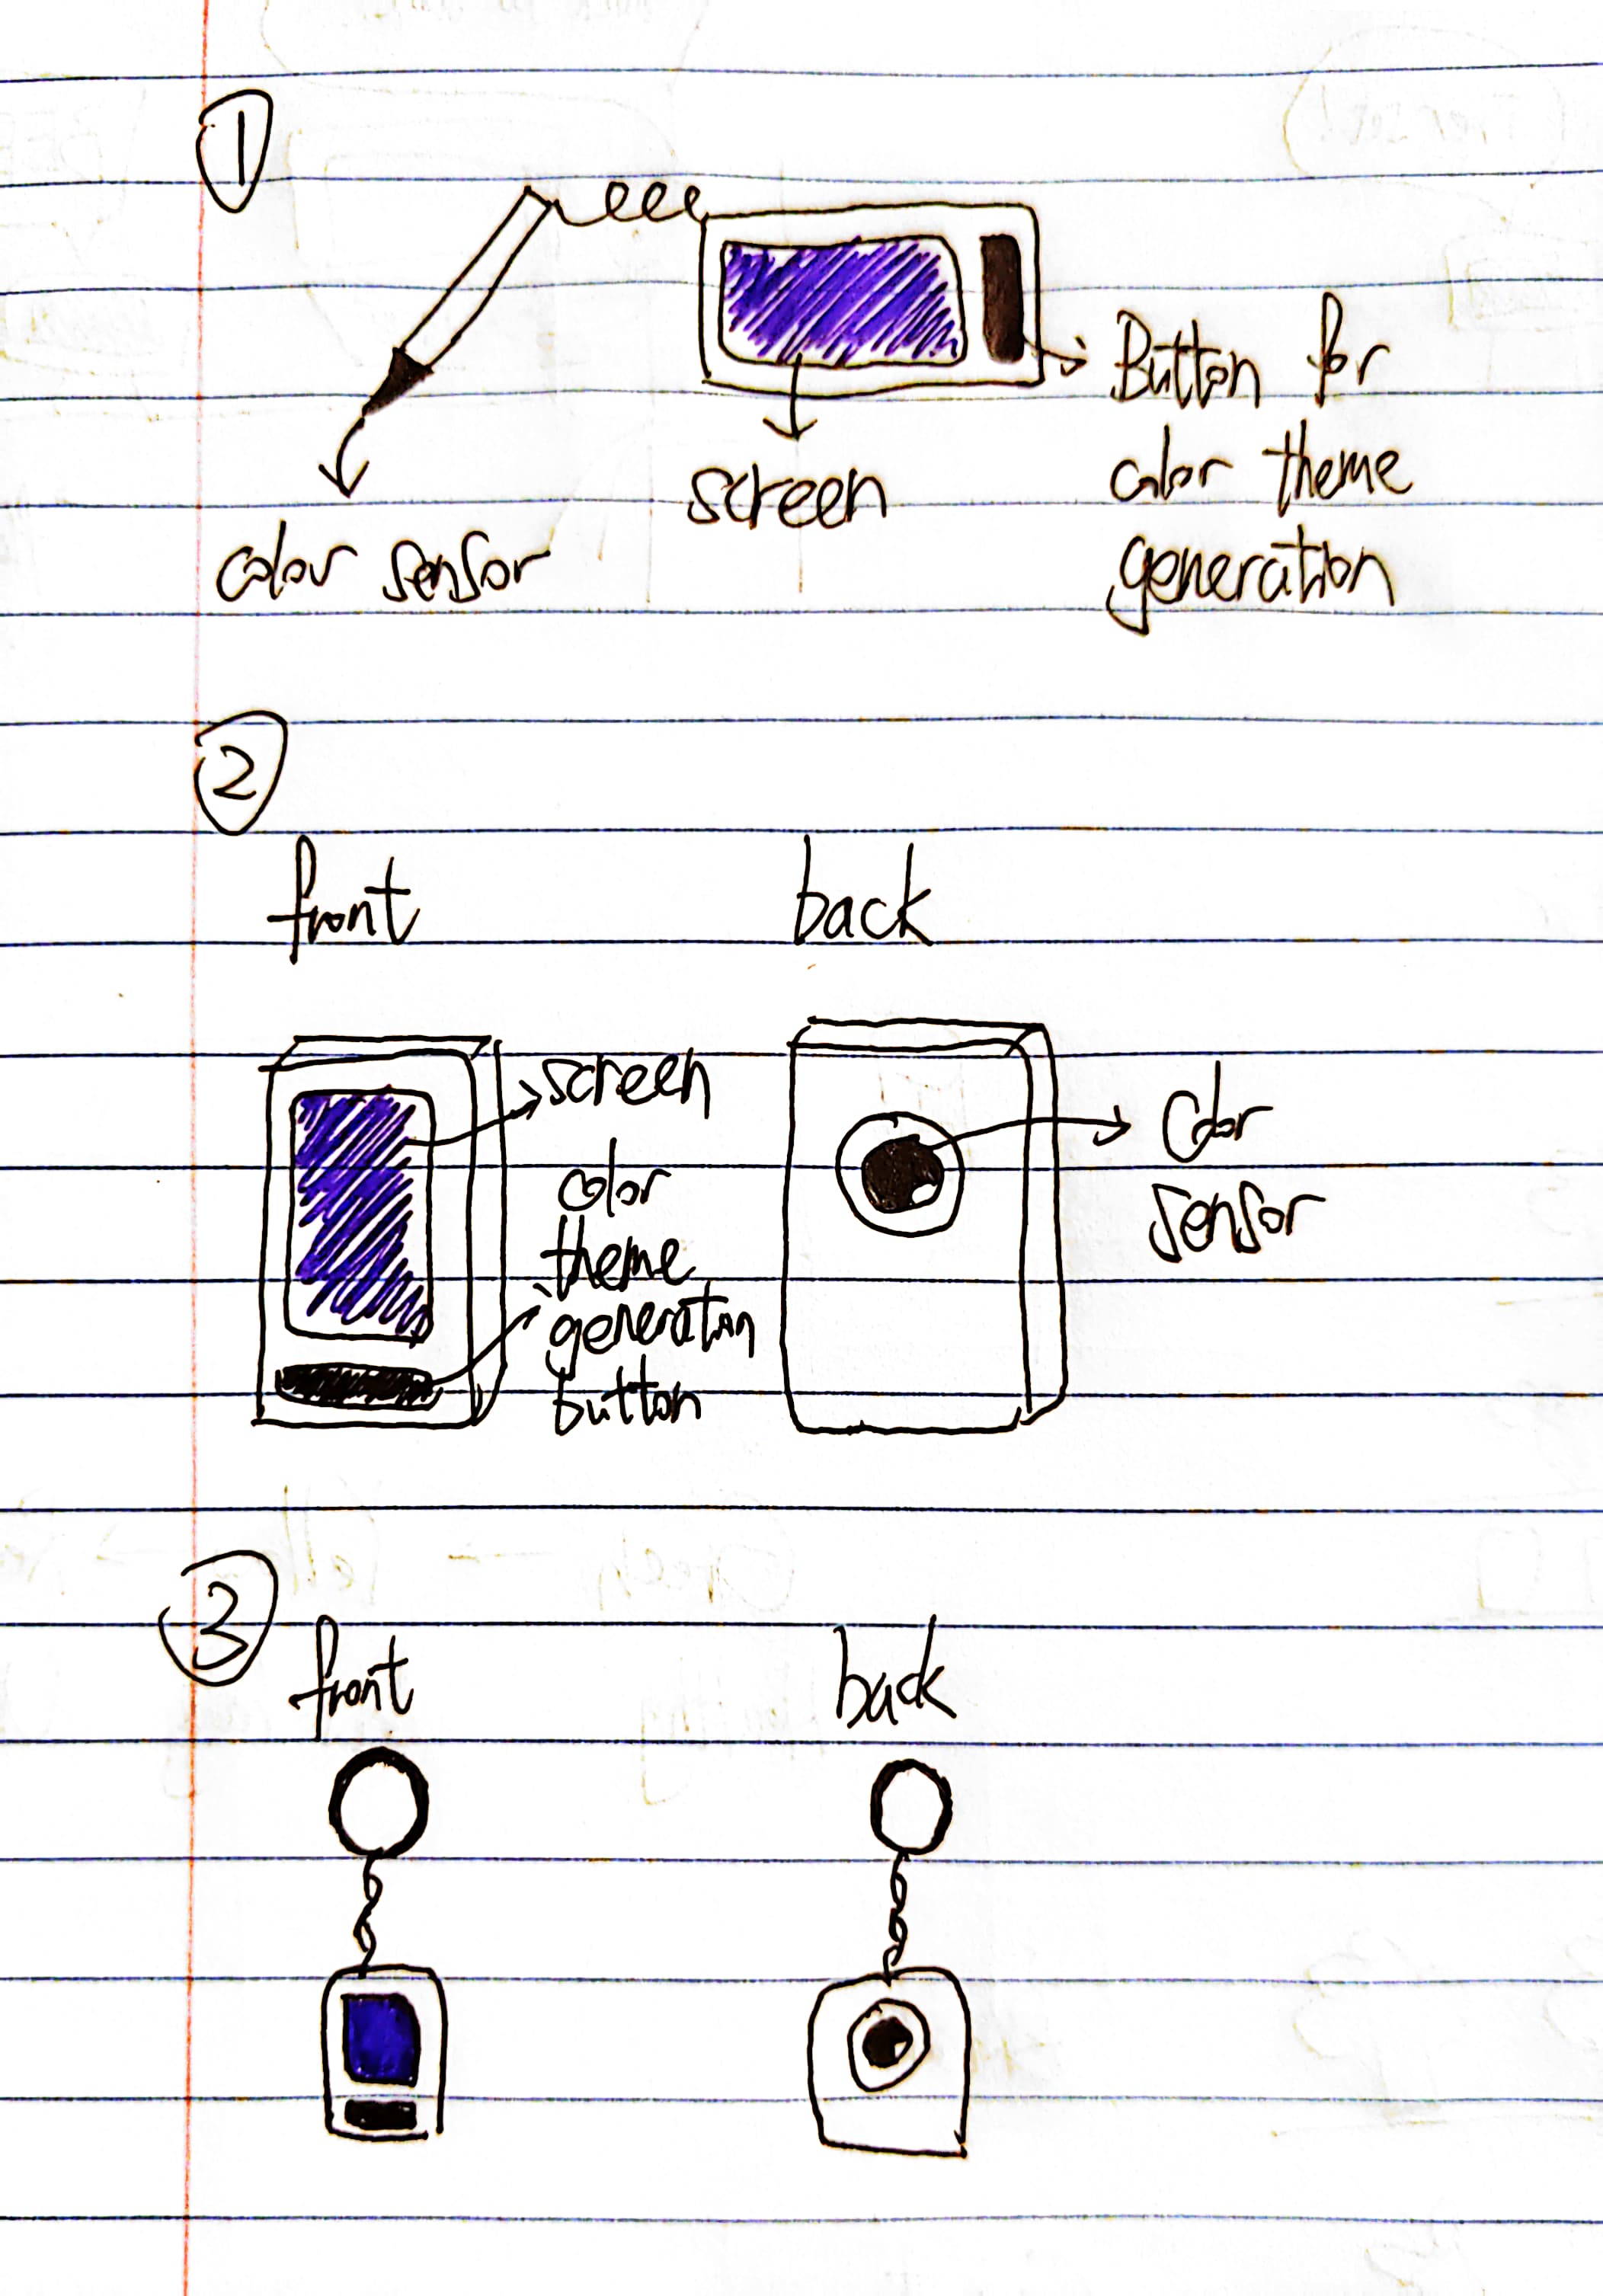 1
Button for
color theme
generation
screen
color sensor
2
front
back
screen
color
theme
generation
button
Color
sensor
3
front
back